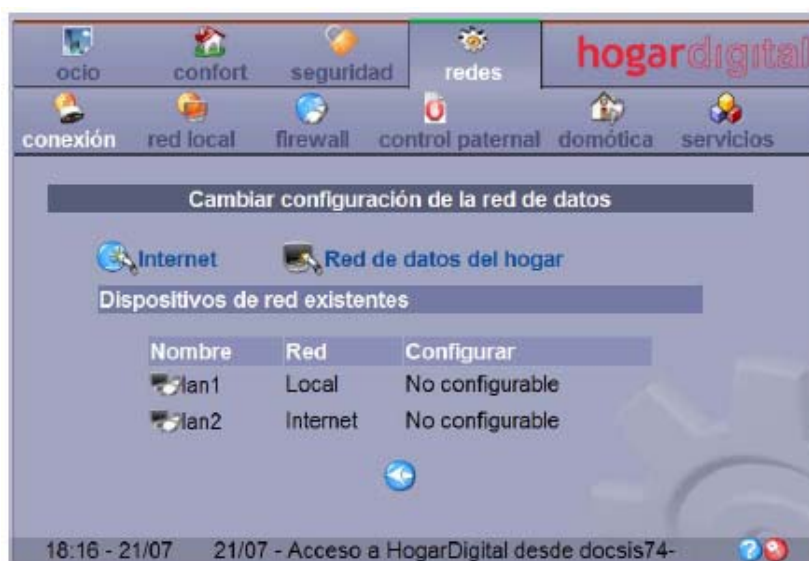 ocio confort seguridad redes hogardigital
conexión red local firewall control paternal domótica servicios
Cambiar configuración de la red de datos
Internet Red de datos del hogar
Dispositivos de red existentes
Nombre Red Configurar
lan1 Local No configurable
lan2 Internet No configurable
18:16 - 21/07 21/07 - Acceso a HogarDigital desde docsis74-